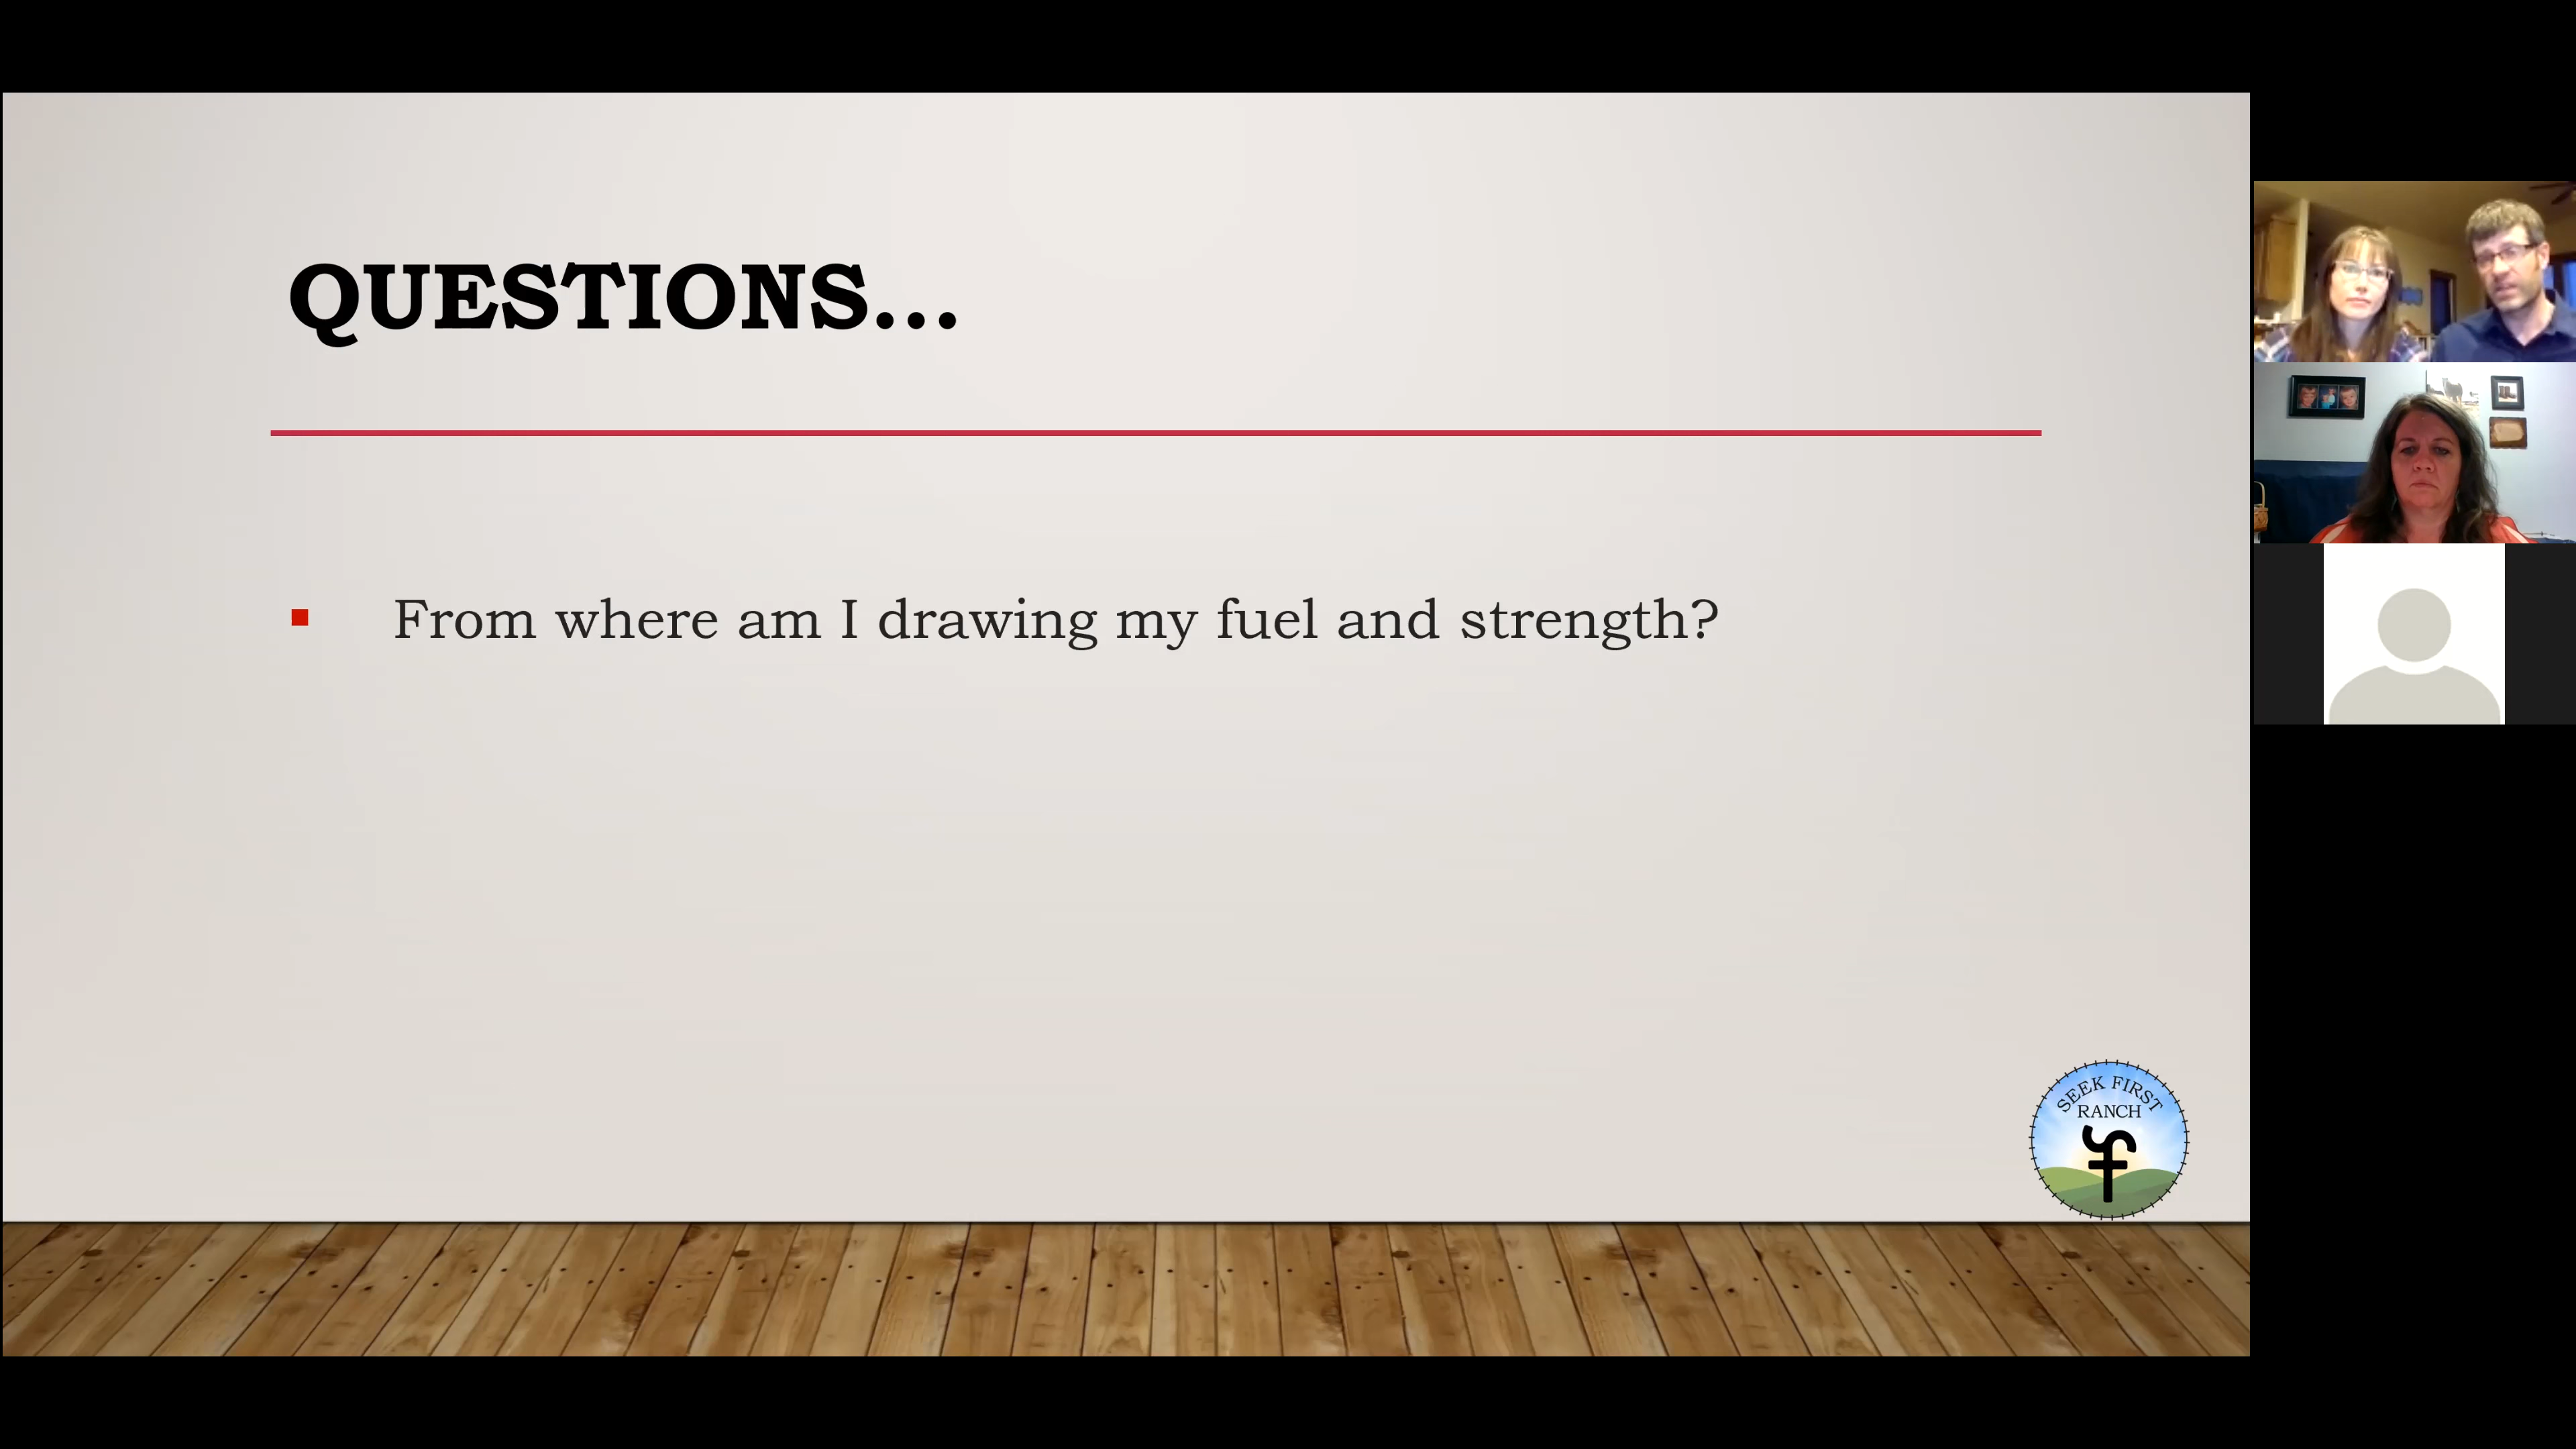 QUESTIONS...
From where am I drawing my fuel and strength?
SEEK FIRST
RANCH